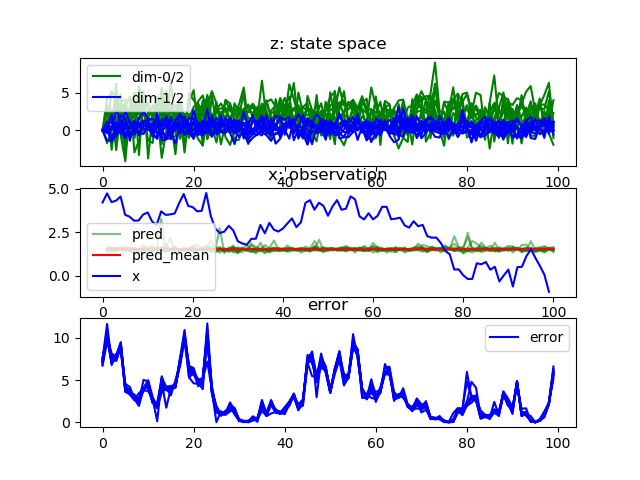 z: state space
dim-0/2
dim-1/2
5
0
0 20 40 60 80 100
x: observation
5.0
2.5
0.0
pred
pred_mean
x
0 20 40 60 80 100
error
error
10
5
0
0 20 40 60 80 100